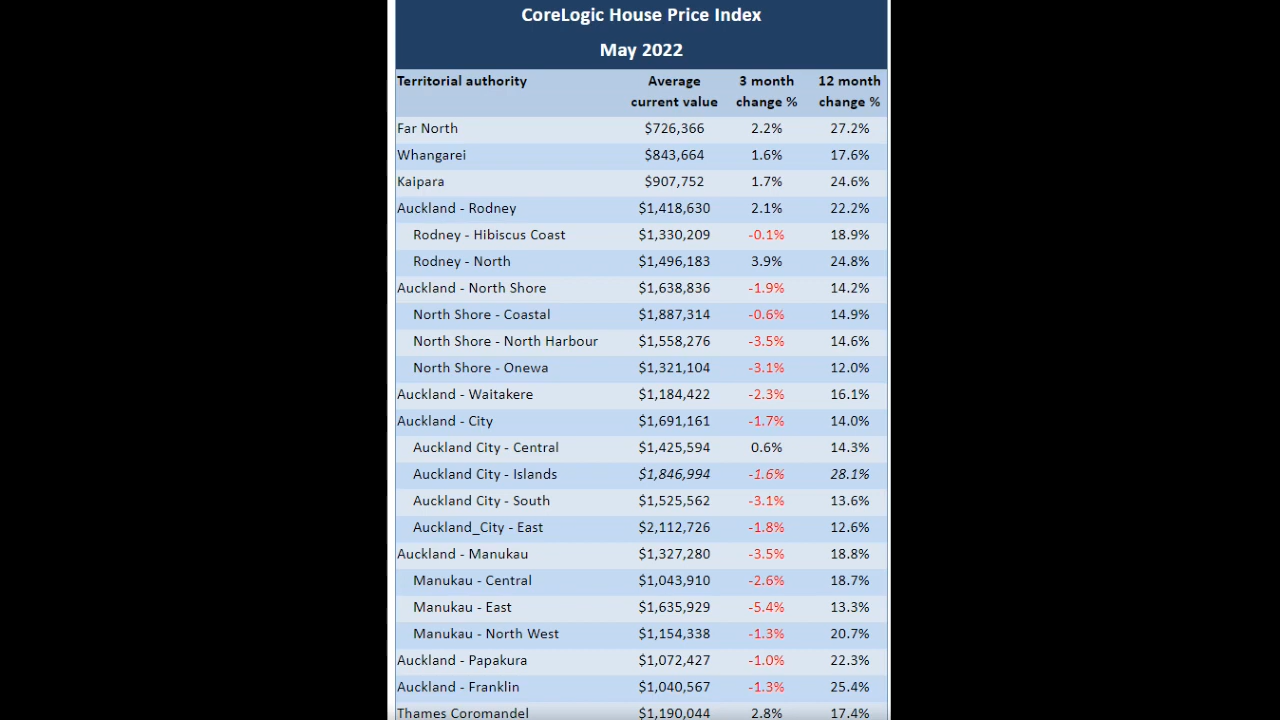 CoreLogic House Price Index
May 2022
Territorial authority Average current value 3 month change % 12 month change %
Far North $726,366 2.2% 27.2%
Whangarei $843,664 1.6% 17.6%
Kaipara $907,752 1.7% 24.6%
Auckland - Rodney $1,418,630 2.1% 22.2%
Rodney - Hibiscus Coast $1,330,209 -0.1% 18.9%
Rodney - North $1,496,183 3.9% 24.8%
Auckland - North Shore $1,638,836 -1.9% 14.2%
North Shore - Coastal $1,887,314 -0.6% 14.9%
North Shore - North Harbour $1,558,276 -3.5% 14.6%
North Shore - Onewa $1,321,104 -3.1% 12.0%
Auckland - Waitakere $1,184,422 -2.3% 16.1%
Auckland - City $1,691,161 -1.7% 14.0%
Auckland City - Central $1,425,594 0.6% 14.3%
Auckland City - Islands $1,846,994 -1.6% 28.1%
Auckland City - South $1,525,562 -3.1% 13.6%
Auckland_City - East $2,112,726 -1.8% 12.6%
Auckland - Manukau $1,327,280 -3.5% 18.8%
Manukau - Central $1,043,910 -2.6% 18.7%
Manukau - East $1,635,929 -5.4% 13.3%
Manukau - North West $1,154,338 -1.3% 20.7%
Auckland - Papakura $1,072,427 -1.0% 22.3%
Auckland - Franklin $1,040,567 -1.3% 25.4%
Thames Coromandel $1,190,044 2.8% 17.4%